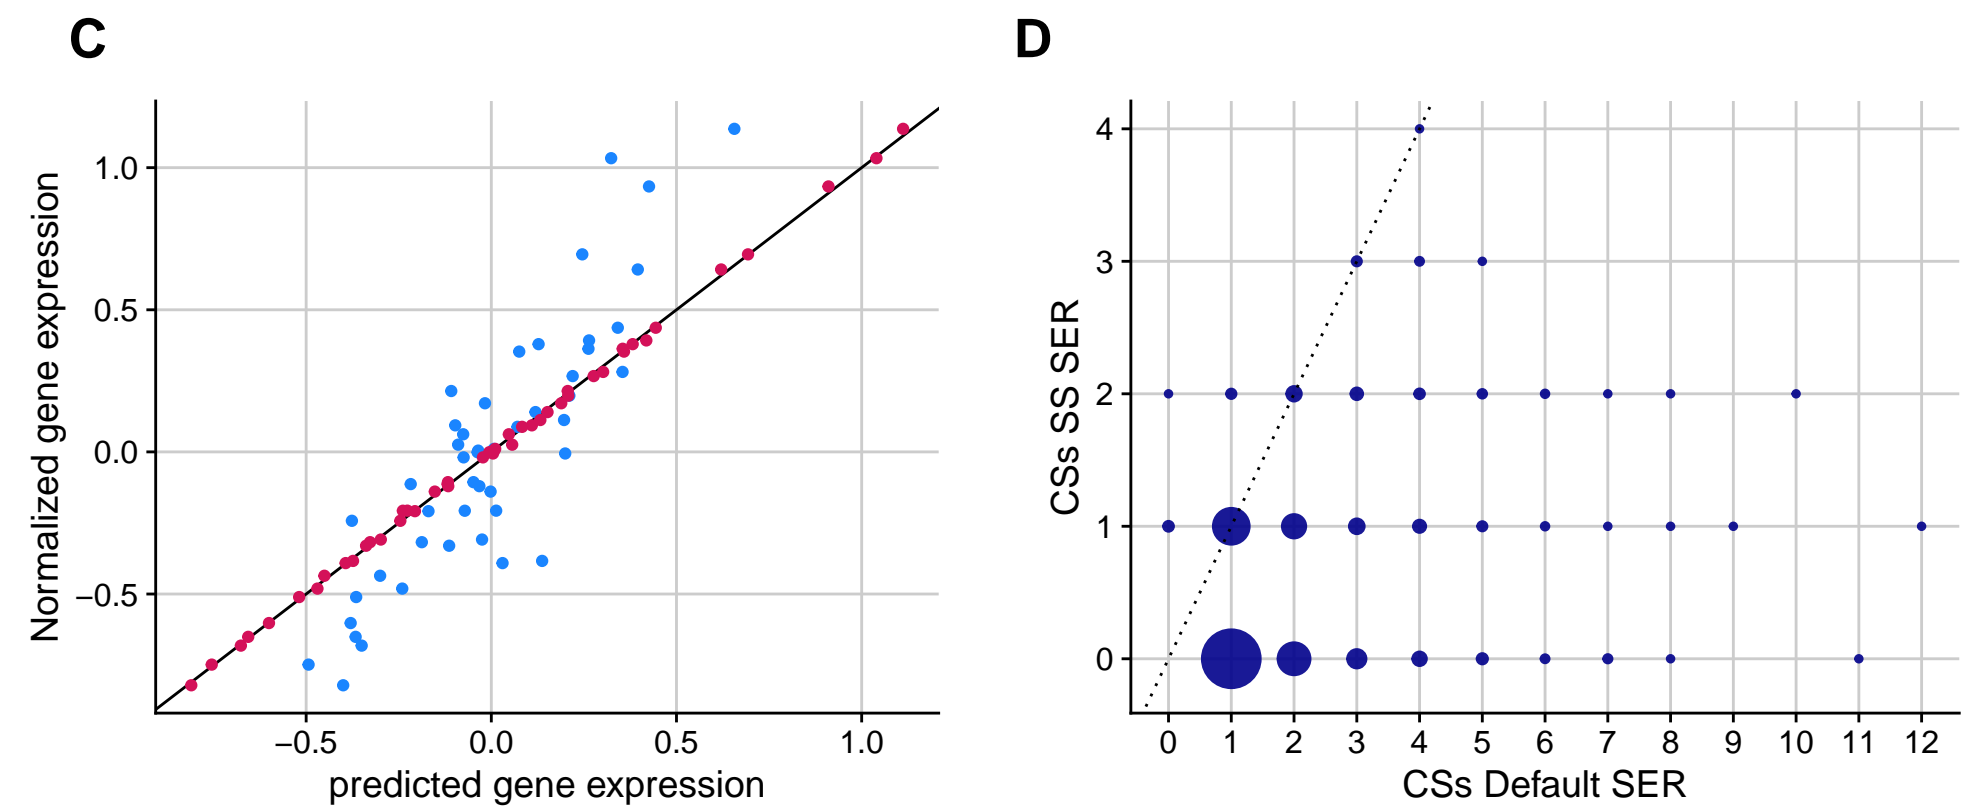 C
Normalized gene expression
1.0
0.5
0.0
−0.5
−0.5 0.0 0.5 1.0
predicted gene expression
D
CSs SS SER
4
3
2
1
0
0 1 2 3 4 5 6 7 8 9 10 11 12
CSs Default SER